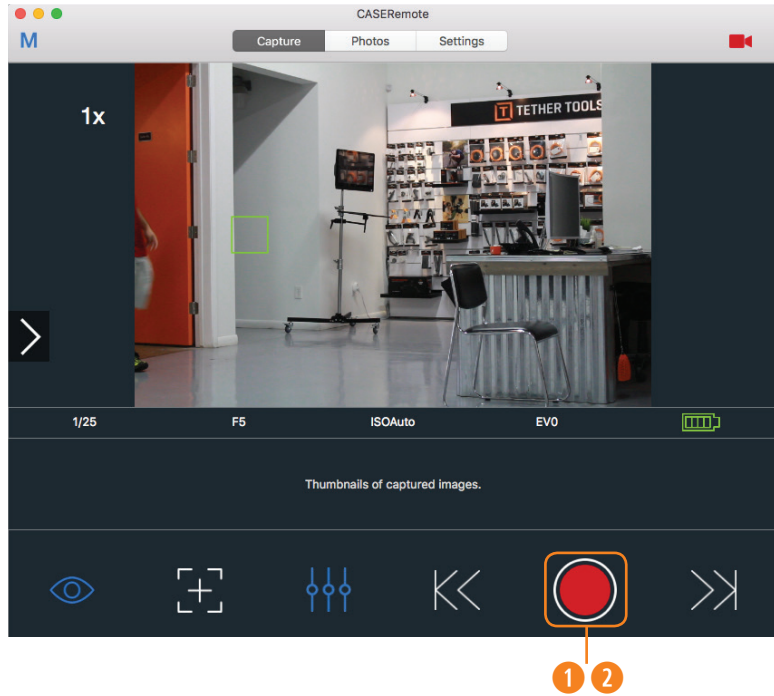 CASERemote
M
Capture
Photos
Settings
1x
T TETHER TOOLS
1/25
F5
ISOAuto
EV0
Thumbnails of captured images.
1 2